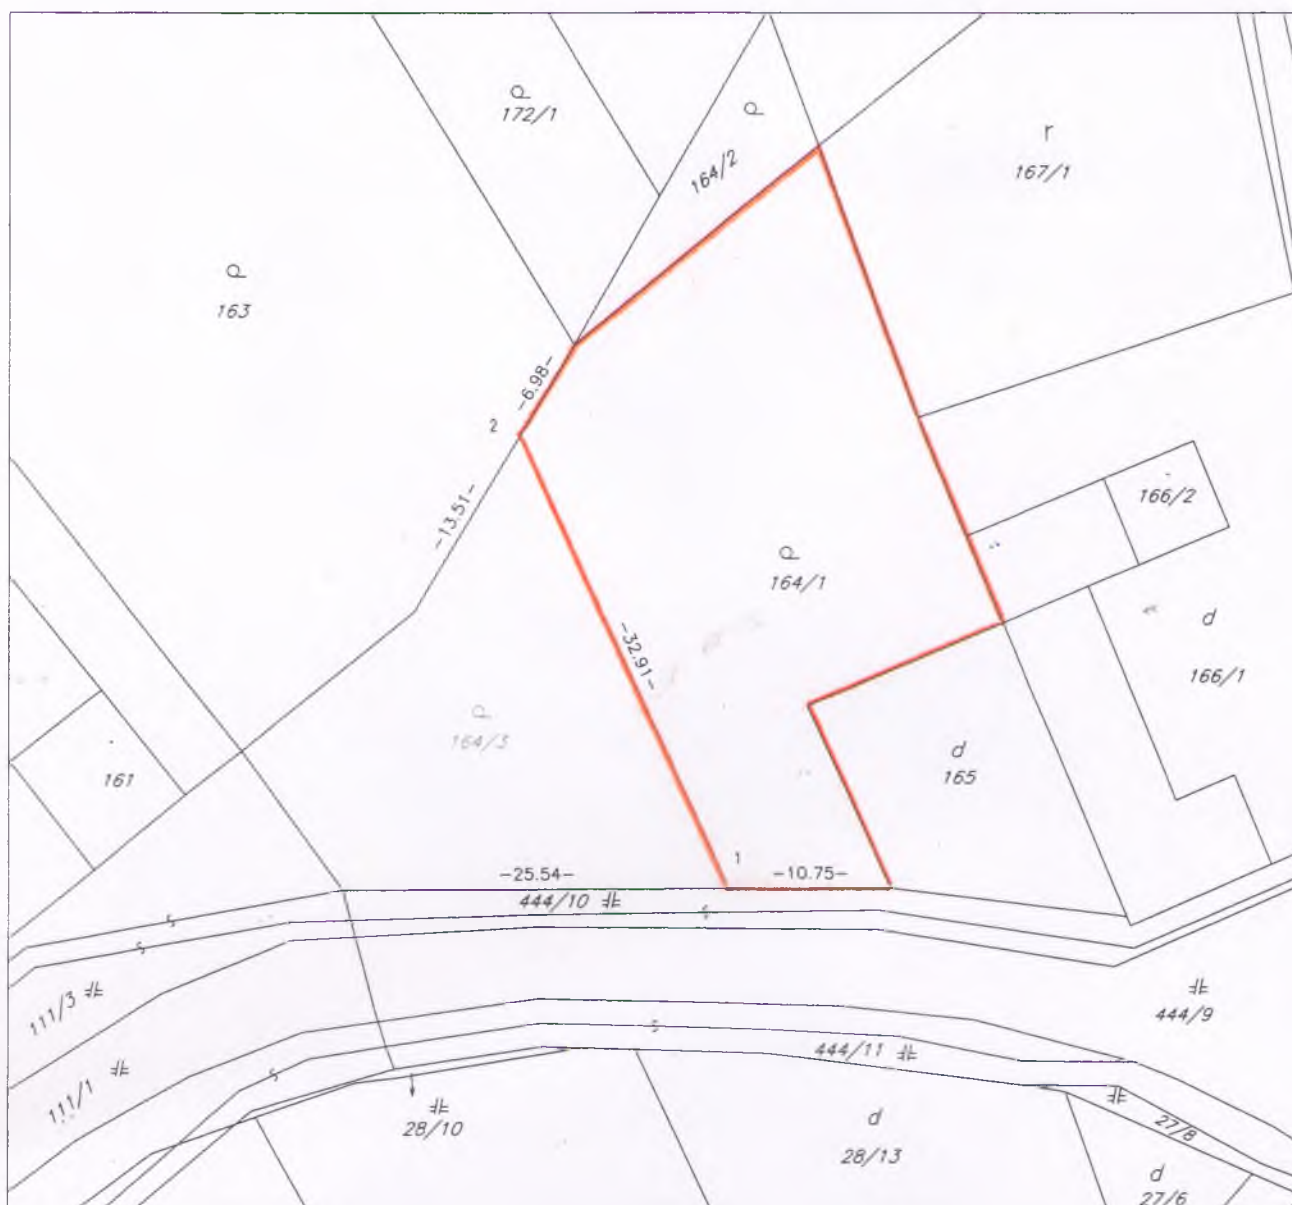 172/1
164/2
r
167/1
163
-6.98-
2
-13.51-
166/2
164/1
d
166/1
-32.91-
164/3
d
165
161
1
-25.54-
-10.75-
444/10
s
s
s
111/3
444/9
s
444/11
111/1
s
28/10
d
28/13
27/8
d
27/6